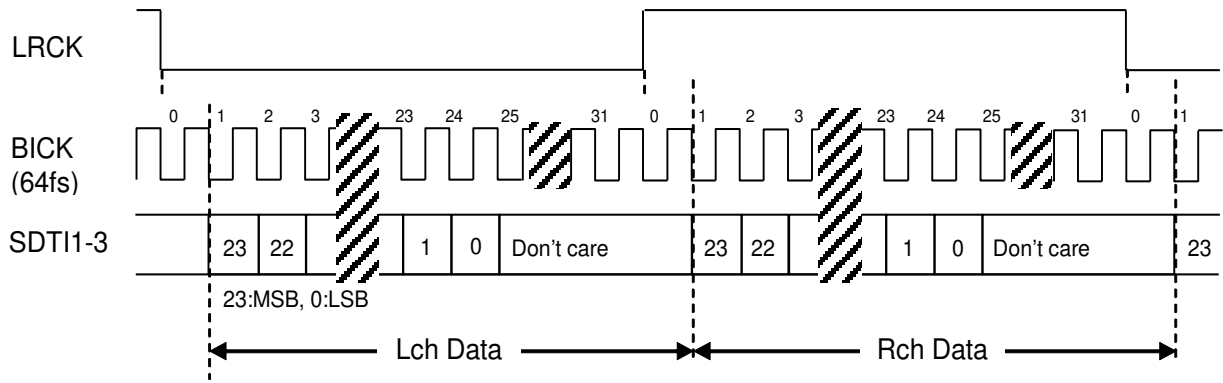 LRCK
0 1 2 3 23 24 25 31 0 1 2 3 23 24 25 31 0 1
BICK
(64fs)
SDTI1-3
23 22 1 0 Don't care 23 22 1 0 Don't care 23
23:MSB, 0:LSB
Lch Data Rch Data